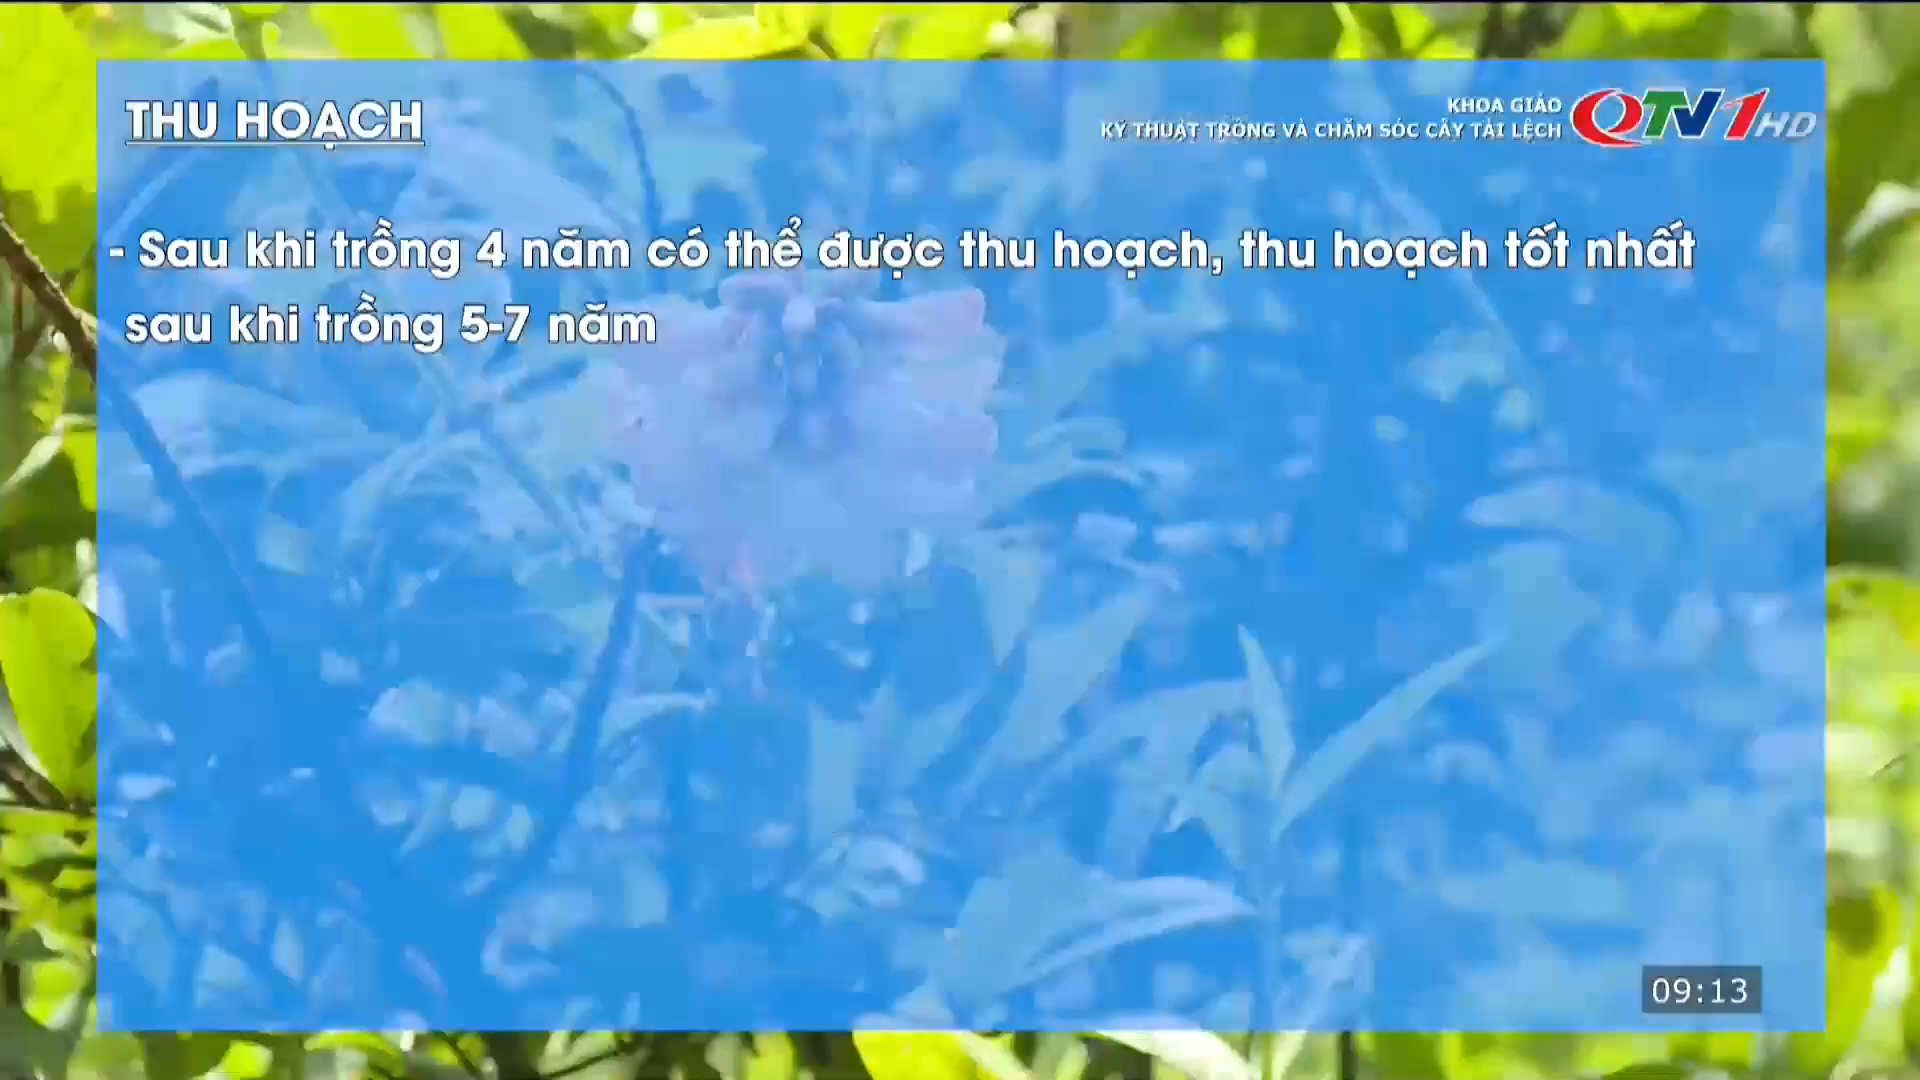 THU HOẠCH
KHOA GIÁO
KỸ THUẬT TRỒNG VÀ CHĂM SÓC CÂY TÀI LỆCH
QTV1HD
- Sau khi trồng 4 năm có thể được thu hoạch, thu hoạch tốt nhất
sau khi trồng 5-7 năm
09:13